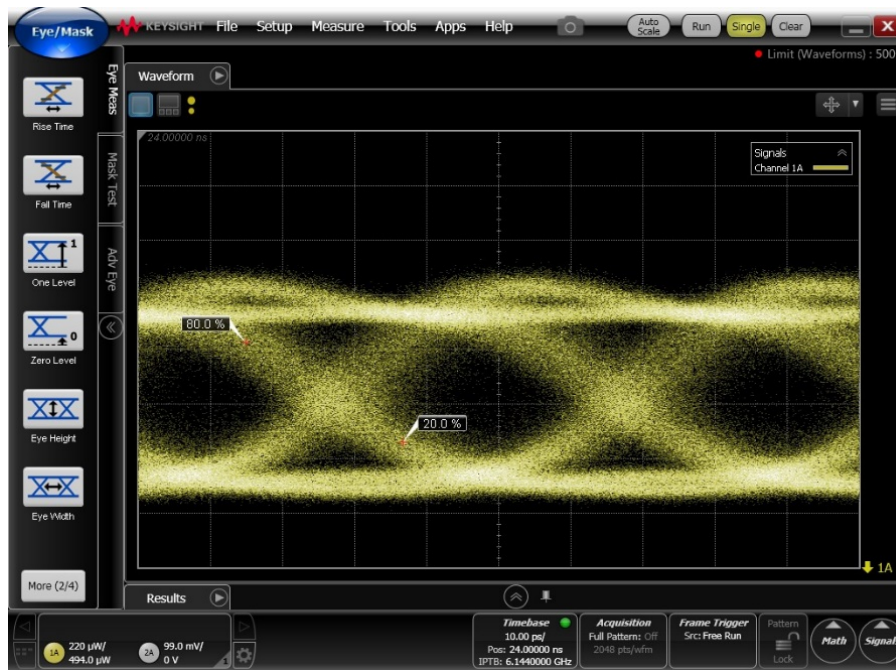 Eye/Mask
KEYSIGHT File Setup Measure Tools Apps Help Auto Scale Run Single Clear
Limit (Waveforms) : 500
Waveform
Eye Meas
Mask Test
Adv Eye
Rise Time
Fall Time
1
One Level
0
Zero Level
Eye Height
Eye Width
More (2/4)
24.00000 ns
Signals
Channel 1A
80.0 %
20.0 %
1A
Results
1A 220 µW/
494.0 µW
2A 99.0 mV/
0 V
1
Timebase
10.00 ps/
Pos: 24.00000 ns
IPTB: 6.1440000 GHz
Acquisition
Full Pattern: Off
2048 pts/wfm
Frame Trigger
Src: Free Run
Pattern
Lock
Math
Signal